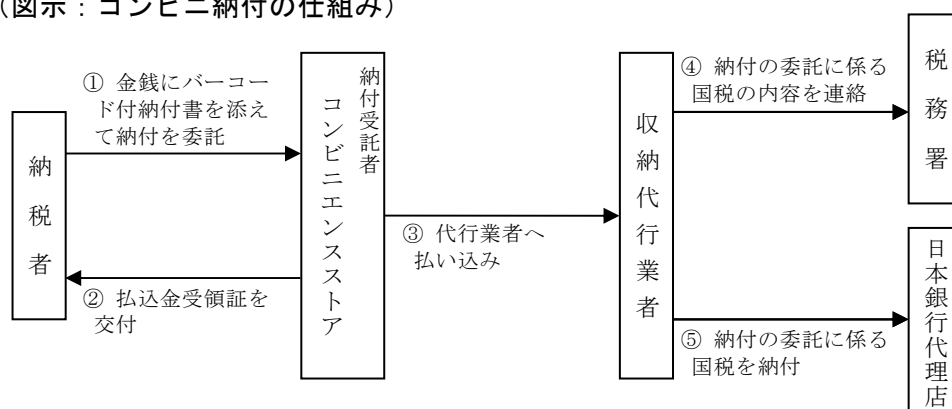 （図示：コンビニ納付の仕組み）
納税者
① 金銭にバーコー
ド付納付書を添え
て納付を委託
② 払込金受領証を
交付
納付受託者
コンビニエンスストア
③ 代行業者へ
払い込み
収納代行業者
④ 納付の委託に係る
国税の内容を連絡
税務署
⑤ 納付の委託に係る
国税を納付
日本銀行代理店